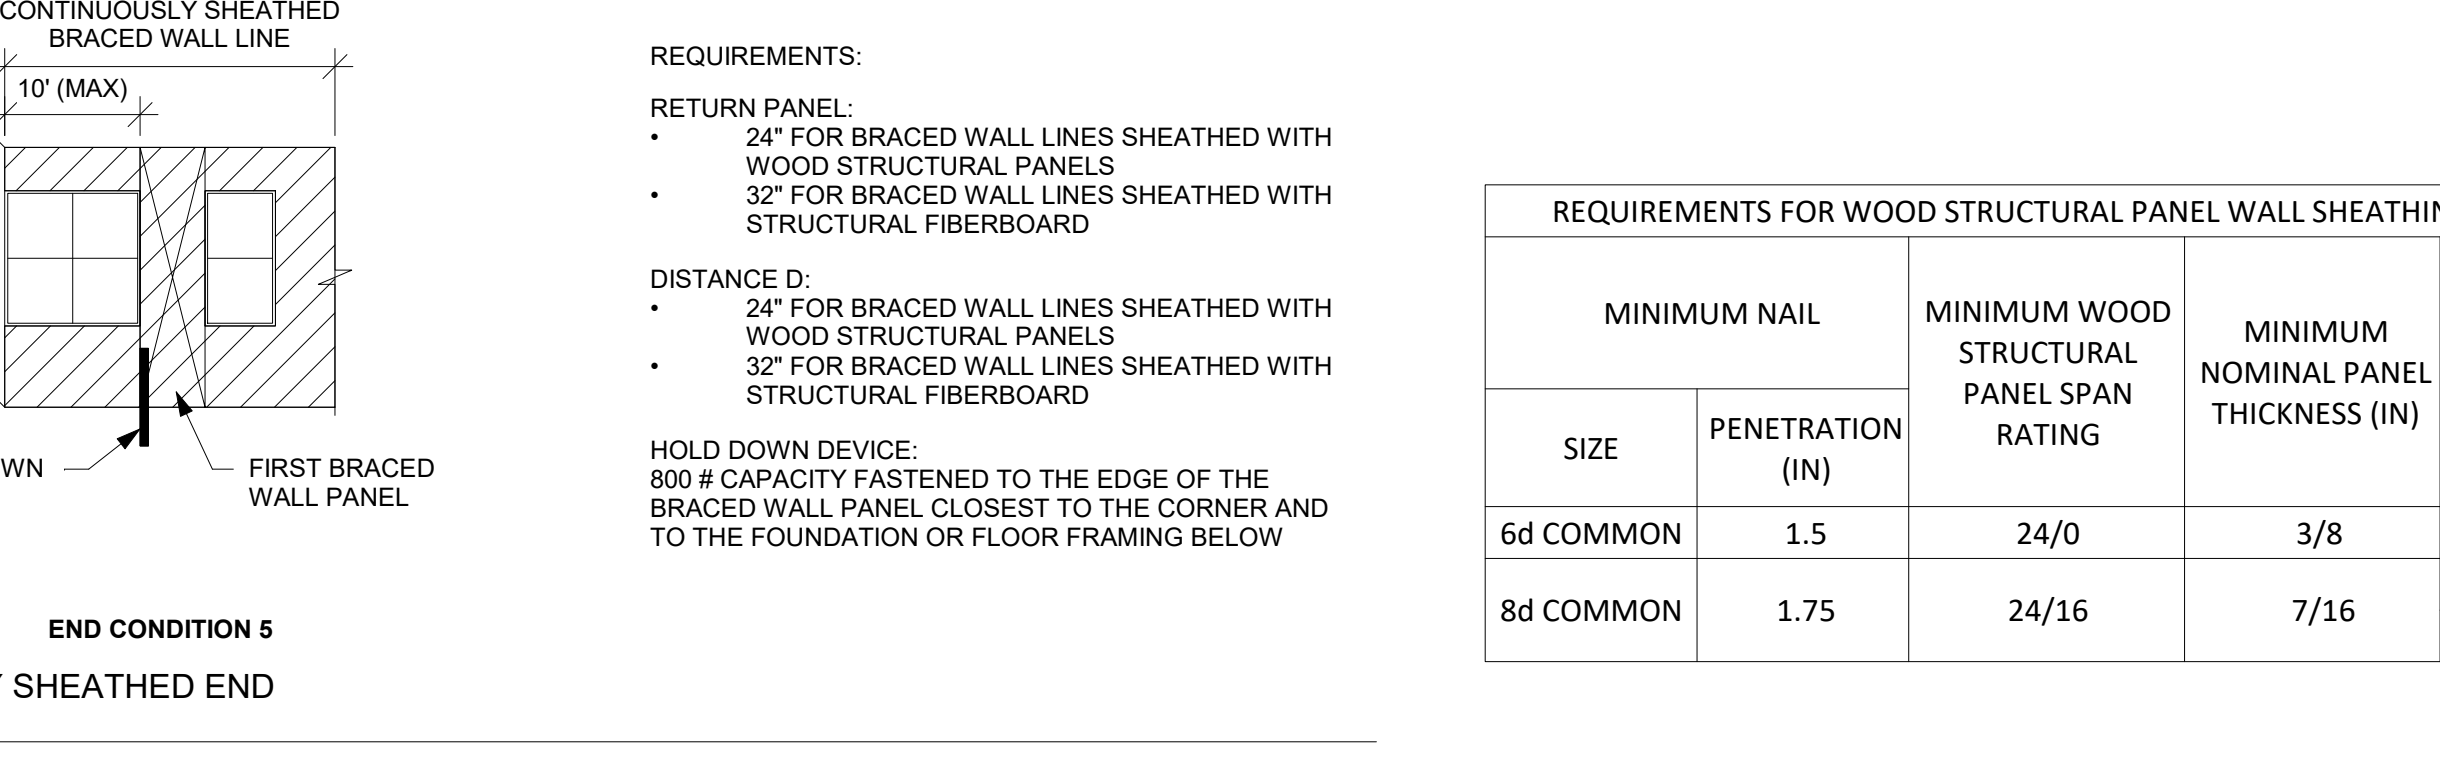 CONTINUOUSLY SHEATHED
BRACED WALL LINE
10' (MAX)
WN
FIRST BRACED
WALL PANEL
END CONDITION 5
SHEATHED END
REQUIREMENTS:
RETURN PANEL:
• 24" FOR BRACED WALL LINES SHEATHED WITH
WOOD STRUCTURAL PANELS
• 32" FOR BRACED WALL LINES SHEATHED WITH
STRUCTURAL FIBERBOARD
DISTANCE D:
• 24" FOR BRACED WALL LINES SHEATHED WITH
WOOD STRUCTURAL PANELS
• 32" FOR BRACED WALL LINES SHEATHED WITH
STRUCTURAL FIBERBOARD
HOLD DOWN DEVICE:
800 # CAPACITY FASTENED TO THE EDGE OF THE
BRACED WALL PANEL CLOSEST TO THE CORNER AND
TO THE FOUNDATION OR FLOOR FRAMING BELOW
REQUIREMENTS FOR WOOD STRUCTURAL PANEL WALL SHEATHIN
MINIMUM NAIL
MINIMUM WOOD
STRUCTURAL
PANEL SPAN
RATING
MINIMUM
NOMINAL PANEL
THICKNESS (IN)
SIZE
PENETRATION
(IN)
6d COMMON 1.5 24/0 3/8
8d COMMON 1.75 24/16 7/16